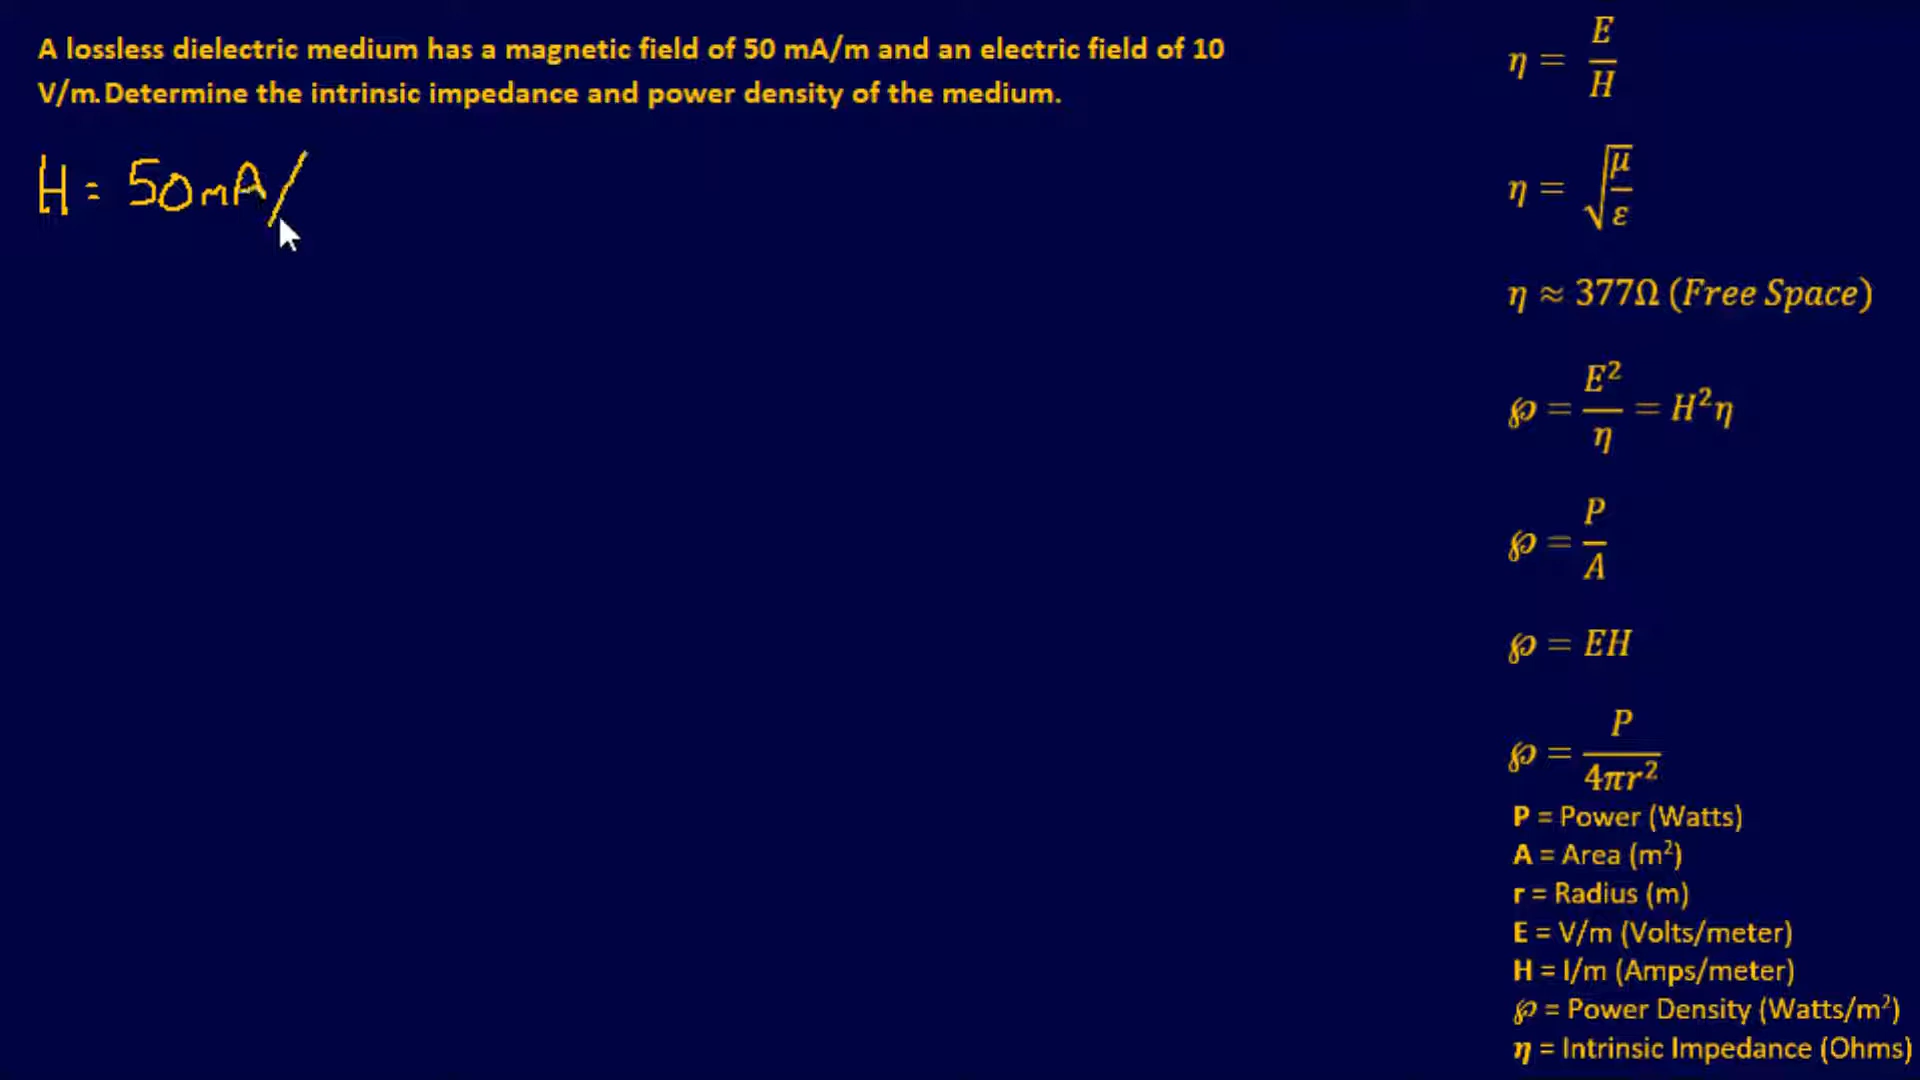 A lossless dielectric medium has a magnetic field of 50 mA/m and an electric field of 10
V/m.Determine the intrinsic impedance and power density of the medium.
H = 50mA/
η = E/H
η = √(μ/ε)
η ≈ 377Ω (Free Space)
℘ = E²/η = H²η
℘ = P/A
℘ = EH
℘ = P/4πr²
P = Power (Watts)
A = Area (m²)
r = Radius (m)
E = V/m (Volts/meter)
H = I/m (Amps/meter)
℘ = Power Density (Watts/m²)
η = Intrinsic Impedance (Ohms)